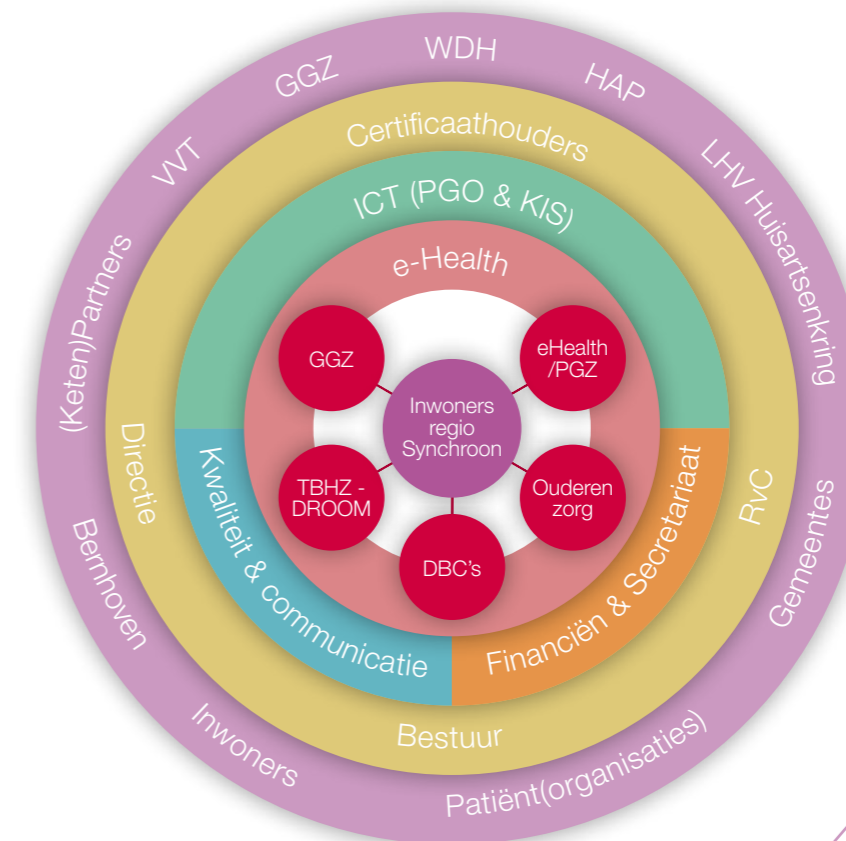 WDH
HAP
LHV Huisartsenkring
Gemeentes
Patiënt(organisaties)
Inwoners
Bernhoven
(Keten)Partners
VVT
GGZ
Certificaathouders
RvC
Bestuur
Directie
ICT (PGO & KIS)
Financiën & Secretariaat
Kwaliteit & communicatie
e-Health
GGZ
eHealth
/PGZ
Inwoners
regio
Synchroon
TBHZ -
DROOM
Ouderen
zorg
DBC's